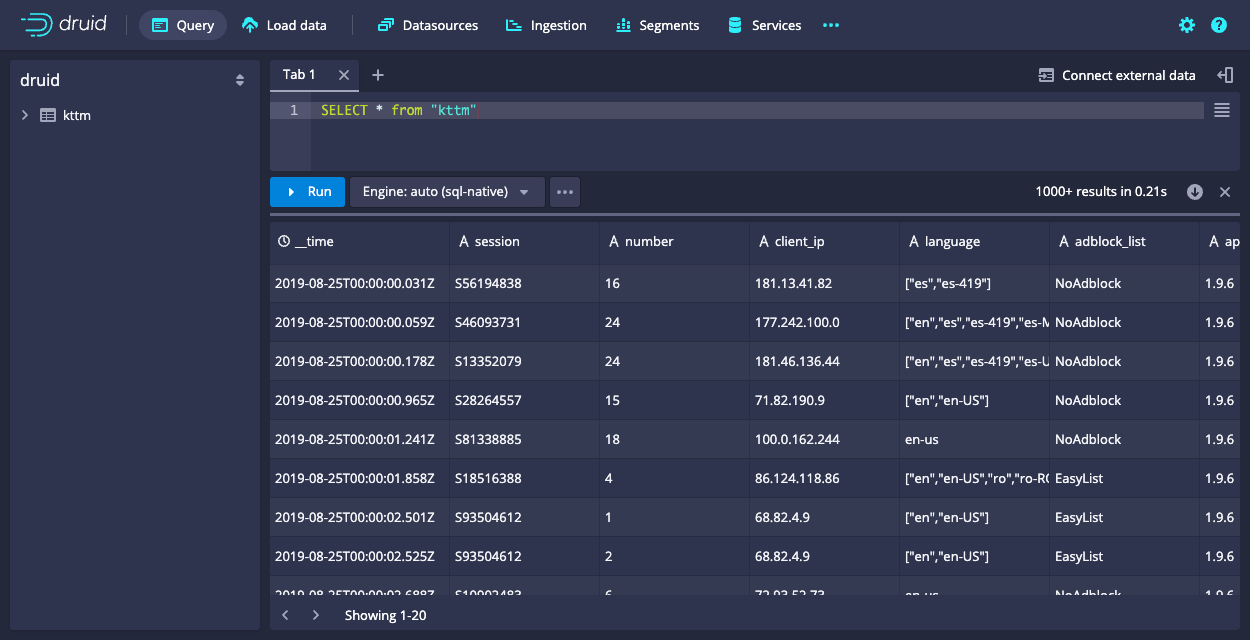 druid Query Load data Datasources Ingestion Segments Services
druid
kttm
Tab 1 Connect external data
1 SELECT * from "kttm"
Run Engine: auto (sql-native) 1000+ results in 0.21s
__time A session A number A client_ip A language A adblock_list A ap
2019-08-25T00:00:00.031Z S56194838 16 181.13.41.82 ["es","es-419"] NoAdblock 1.9.6
2019-08-25T00:00:00.059Z S46093731 24 177.242.100.0 ["en","es","es-419","es-M NoAdblock 1.9.6
2019-08-25T00:00:00.178Z S13352079 24 181.46.136.44 ["en","es","es-419","es-U NoAdblock 1.9.6
2019-08-25T00:00:00.965Z S28264557 15 71.82.190.9 ["en","en-US"] NoAdblock 1.9.6
2019-08-25T00:00:01.241Z S81338885 18 100.0.162.244 en-us NoAdblock 1.9.6
2019-08-25T00:00:01.858Z S18516388 4 86.124.118.86 ["en","en-US","ro","ro-RO EasyList 1.9.6
2019-08-25T00:00:02.501Z S93504612 1 68.82.4.9 ["en","en-US"] EasyList 1.9.6
2019-08-25T00:00:02.525Z S93504612 2 68.82.4.9 ["en","en-US"] EasyList 1.9.6
Showing 1-20